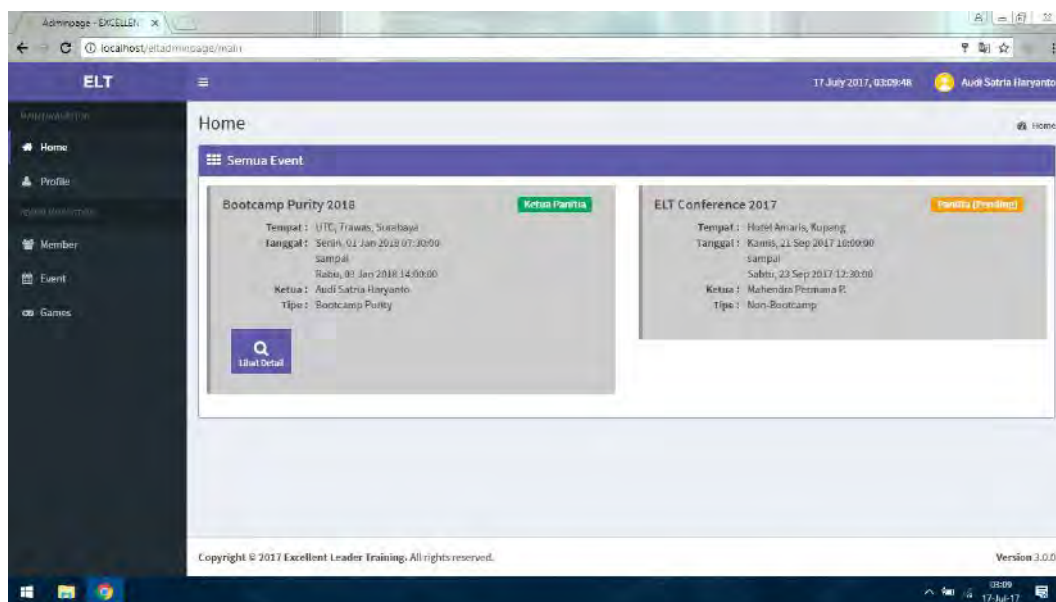 Adminpage - EXCELLEN
localhost/eltadminpage/main
ELT
17 July 2017, 03:09:48
Audi Satria Haryanto
Home
Home
Home
Profile
Member
Event
Games
Semua Event
Bootcamp Purity 2018
Ketua Panitia
Tempat : UTC, Trawas, Surabaya
Tanggal : Senin, 01 Jan 2018 07:30:00
sampai
Rabu, 03 Jan 2018 14:00:00
Ketua : Audi Satria Haryanto
Tipe : Bootcamp Purity
Lihat Detail
ELT Conference 2017
Panitia (Pending)
Tempat : Hotel Amaris, Kupang
Tanggal : Kamis, 21 Sep 2017 10:00:00
sampai
Sabtu, 23 Sep 2017 12:30:00
Ketua : Mahendra Permana P.
Tipe : Non-Bootcamp
Copyright © 2017 Excellent Leader Training. All rights reserved.
Version 3.0.0
03:09
17-Jul-17